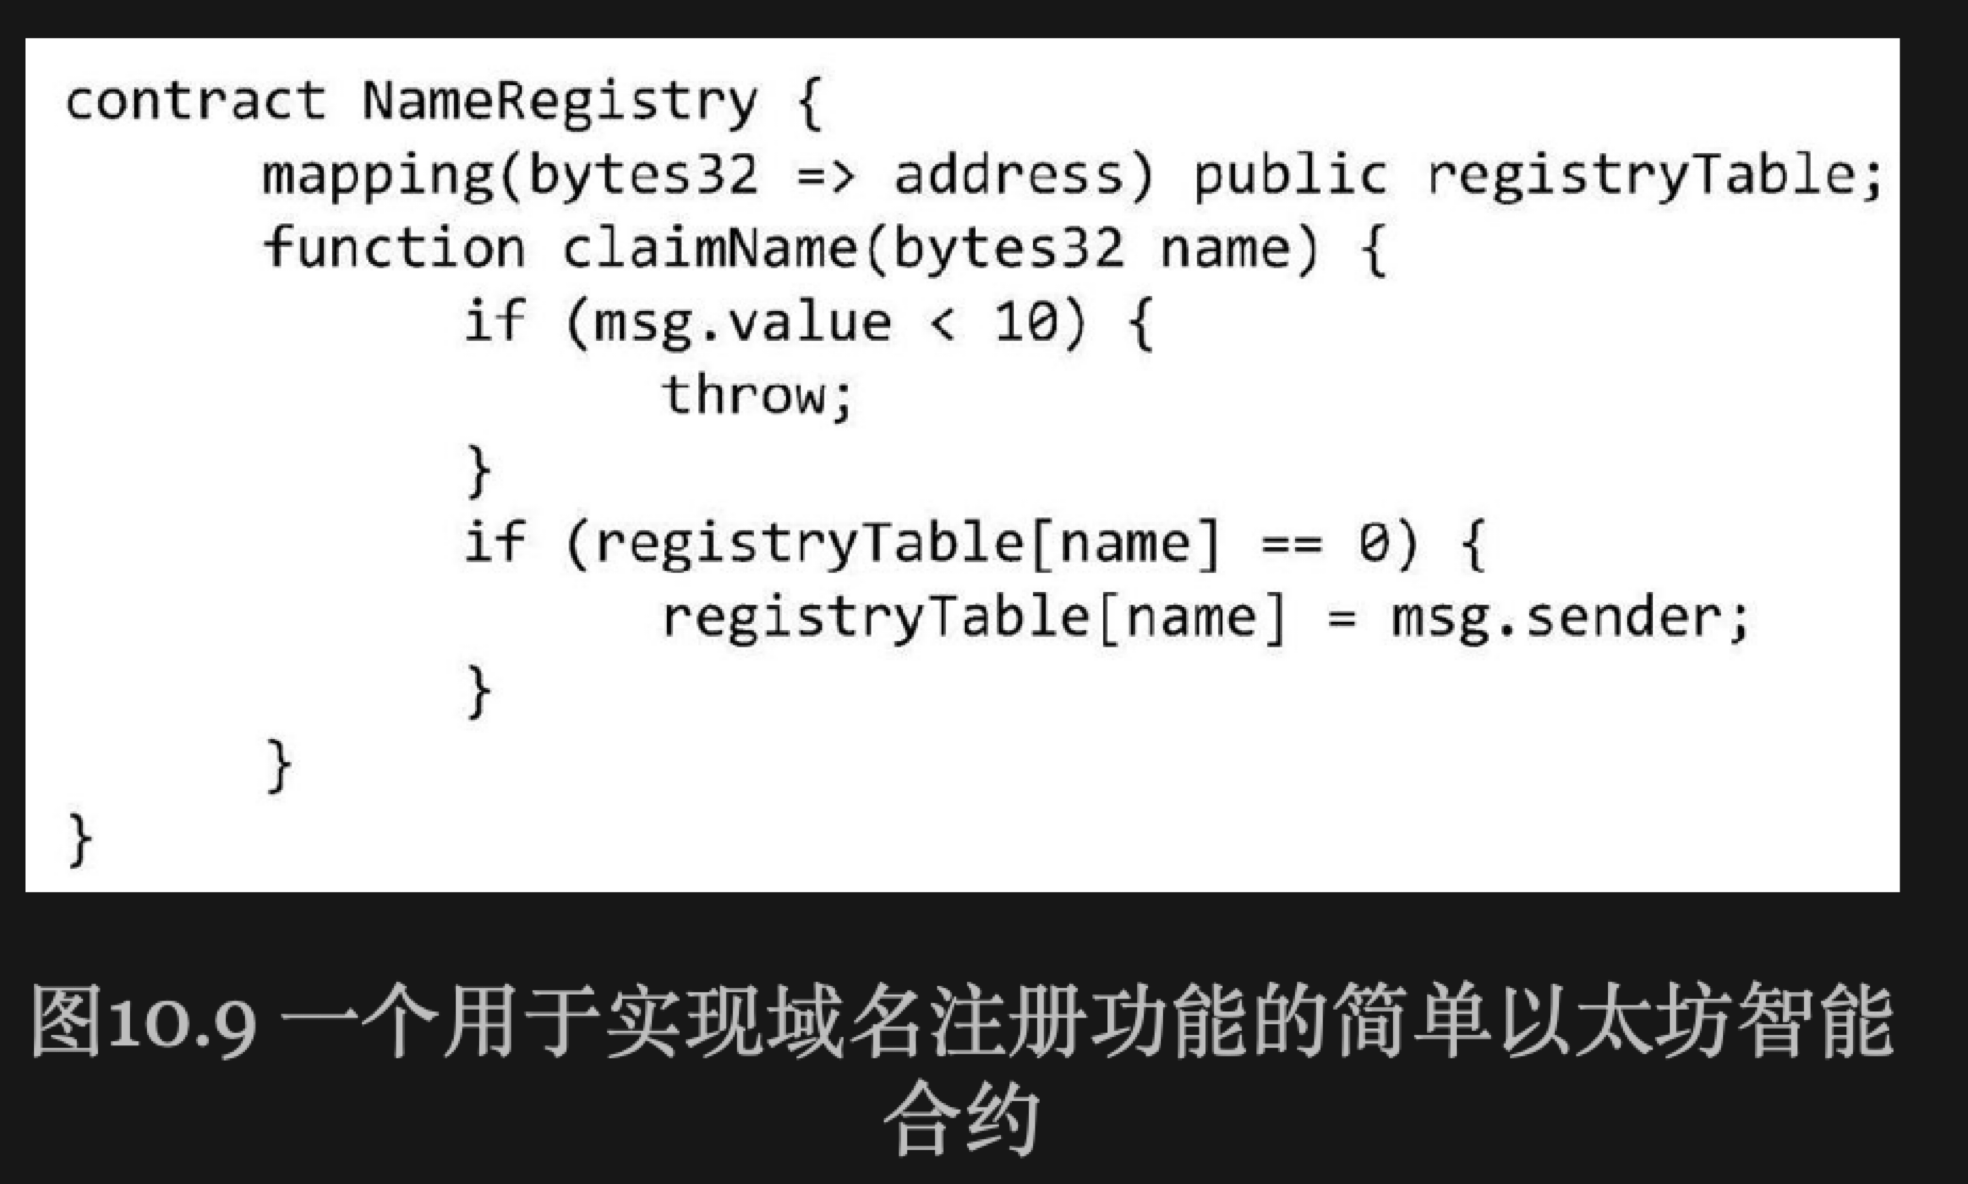 contract NameRegistry {
mapping(bytes32 => address) public registryTable;
function claimName(bytes32 name) {
if (msg.value < 10) {
throw;
}
if (registryTable[name] == 0) {
registryTable[name] = msg.sender;
}
}
}
图10.9 一个用于实现域名注册功能的简单以太坊智能
合约